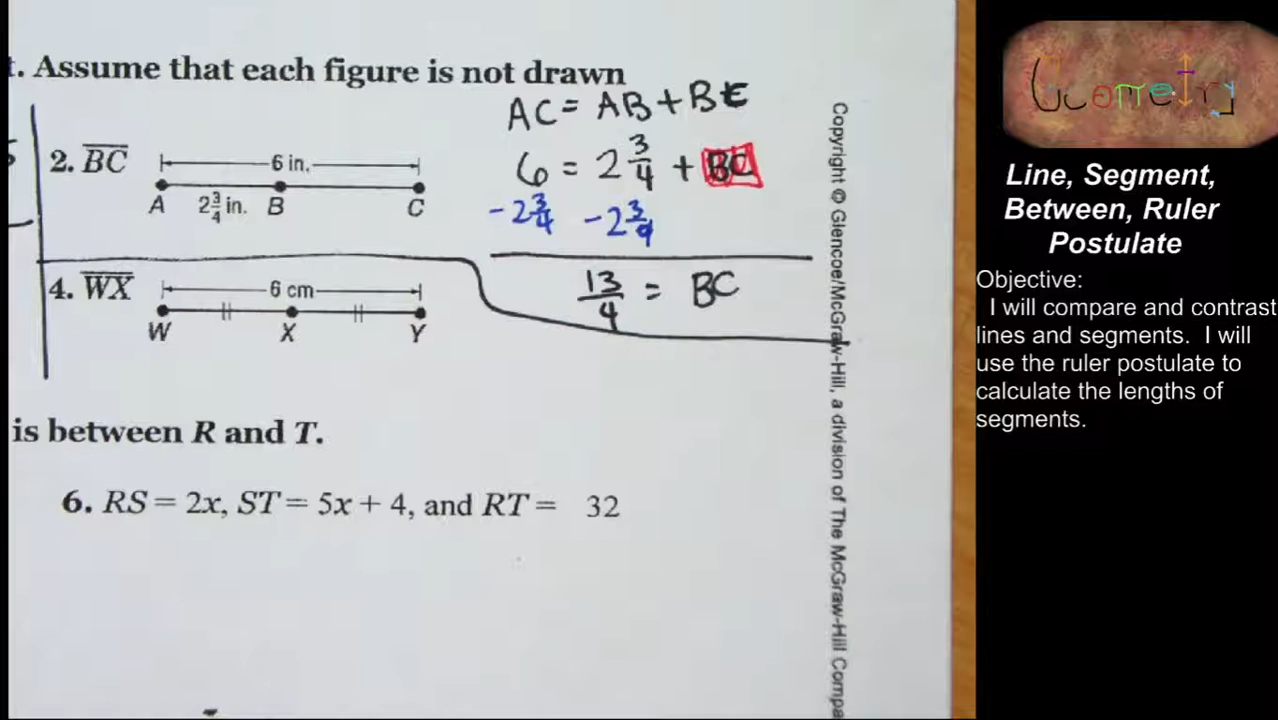 t. Assume that each figure is not drawn
2. BC
6 in.
A 2 3/4 in. B C
AC = AB + BC
6 = 2 3/4 + BC
- 2 3/4 - 2 3/4
13/4 = BC
4. WX
6 cm
W X Y
is between R and T.
6. RS = 2x, ST = 5x + 4, and RT = 32
Copyright © Glencoe/McGraw-Hill, a division of The McGraw-Hill Compa
Geometry
Line, Segment,
Between, Ruler
Postulate
Objective:
I will compare and contrast
lines and segments. I will
use the ruler postulate to
calculate the lengths of
segments.